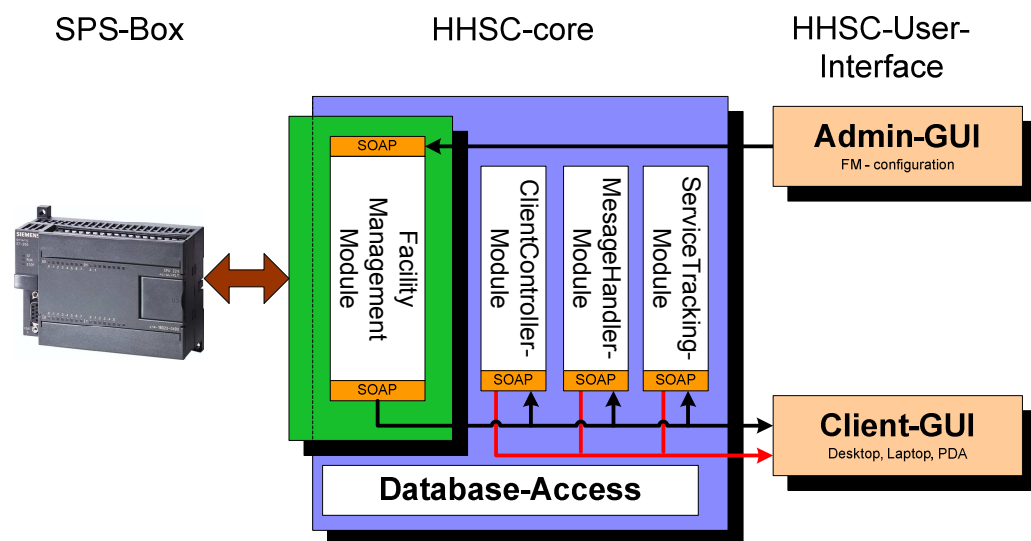 SPS-Box
HHSC-core
HHSC-User-
Interface
SOAP
Facility
Management
Module
SOAP
ClientController-
Module
SOAP
MessageHandler-
Module
SOAP
ServiceTracking-
Module
SOAP
Database-Access
Admin-GUI
FM - configuration
Client-GUI
Desktop, Laptop, PDA
SIEMENS